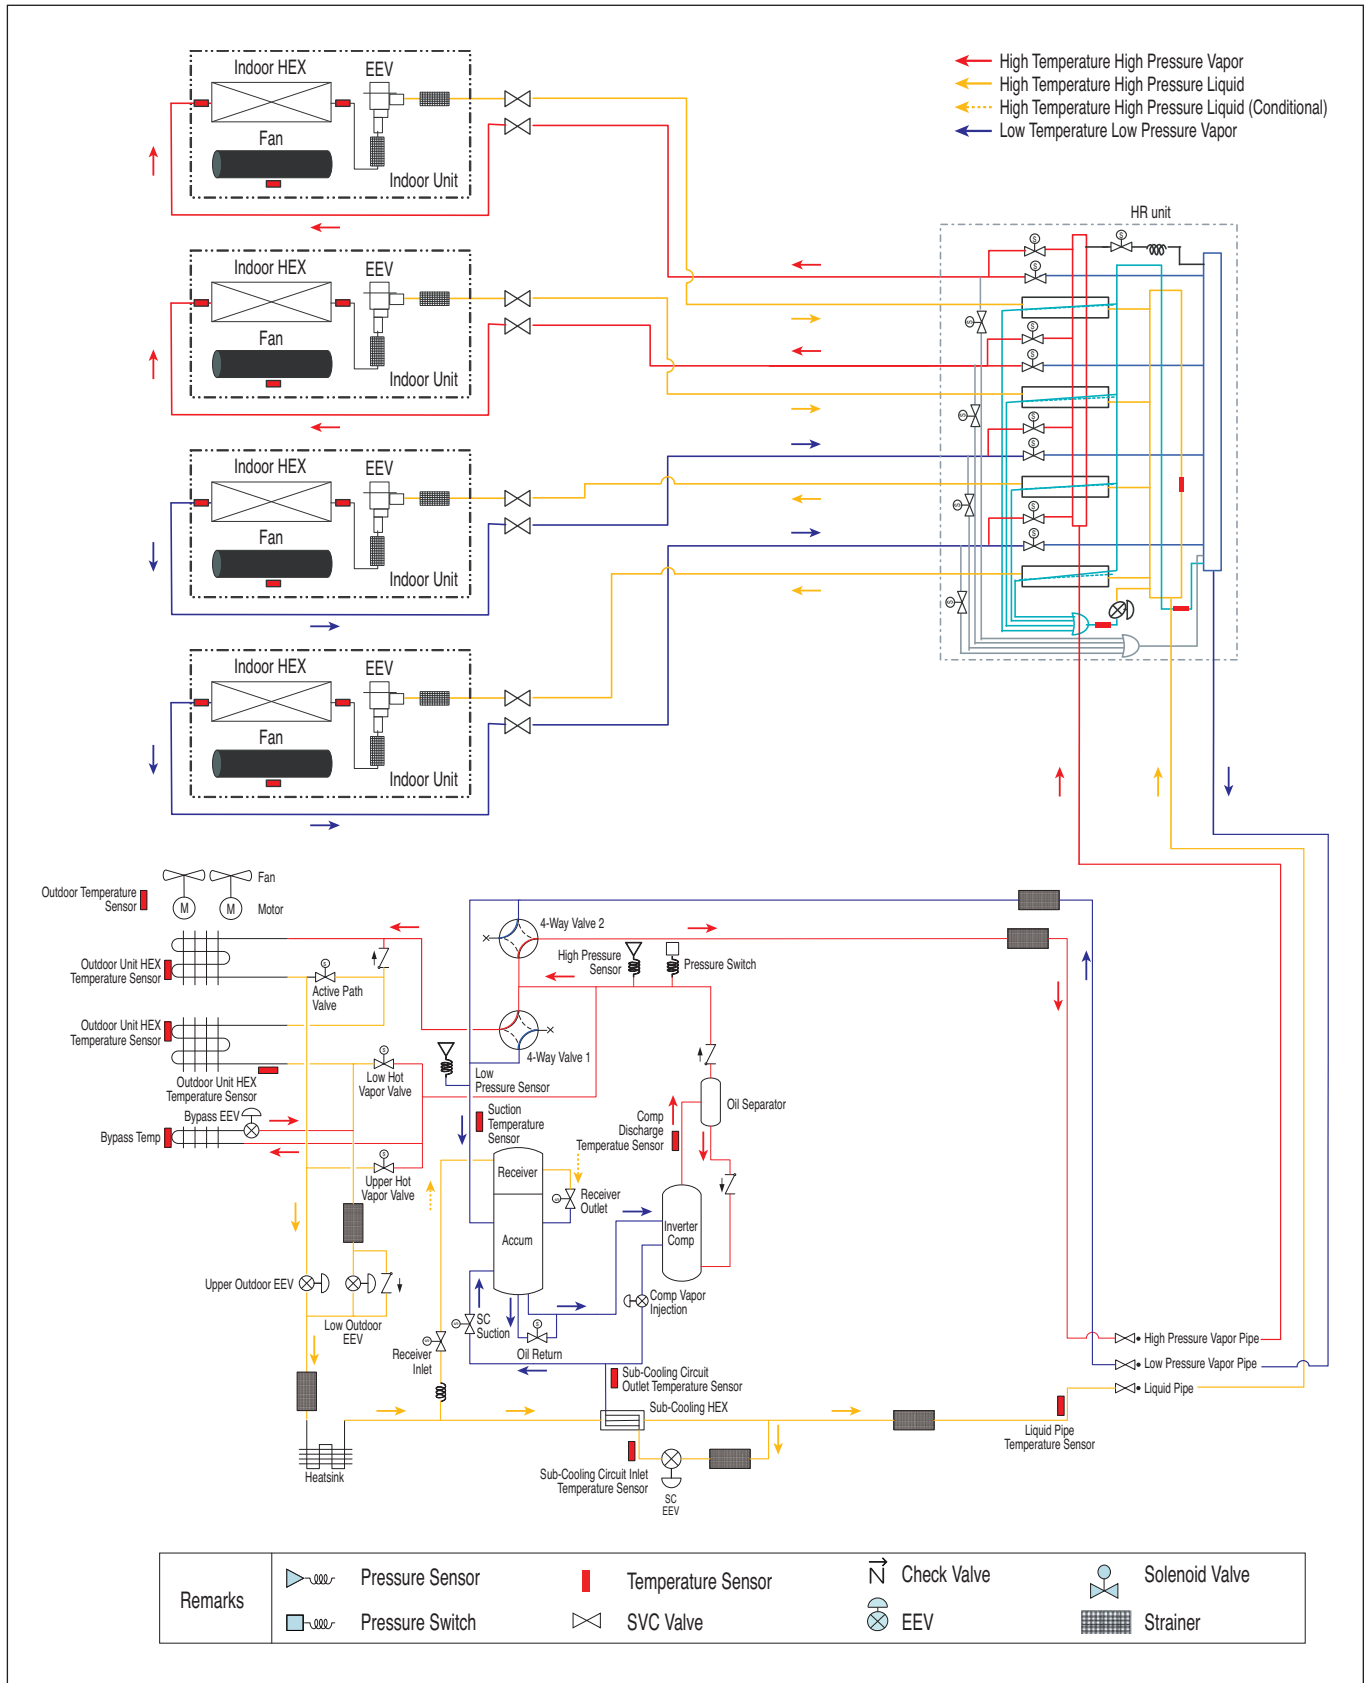 Indoor HEX
EEV
Fan
Indoor Unit
High Temperature High Pressure Vapor
High Temperature High Pressure Liquid
High Temperature High Pressure Liquid (Conditional)
Low Temperature Low Pressure Vapor
HR unit
S
S
S
S
S
S
S
S
S
S
S
S
S
Indoor HEX
EEV
Fan
Indoor Unit
Indoor HEX
EEV
Fan
Indoor Unit
Indoor HEX
EEV
Fan
Indoor Unit
Outdoor Temperature
Sensor
M
M
Fan
Motor
4-Way Valve 2
High Pressure
Sensor
Pressure Switch
Outdoor Unit HEX
Temperature Sensor
S
Active Path
Valve
Outdoor Unit HEX
Temperature Sensor
4-Way Valve 1
S
Low Hot
Vapor Valve
Low
Pressure Sensor
Outdoor Unit HEX
Temperature Sensor
Bypass EEV
Bypass Temp
Suction
Temperature
Sensor
Comp
Discharge
Temperatue Sensor
Oil Separator
S
Upper Hot
Vapor Valve
Receiver
S
Receiver
Outlet
Accum
Inverter
Comp
Upper Outdoor EEV
Low Outdoor
EEV
S
Receiver
Inlet
S
SC
Suction
S
Oil Return
Comp Vapor
Injection
High Pressure Vapor Pipe
Low Pressure Vapor Pipe
Liquid Pipe
Sub-Cooling Circuit
Outlet Temperature Sensor
Sub-Cooling HEX
Liquid Pipe
Temperature Sensor
Heatsink
Sub-Cooling Circuit Inlet
Temperature Sensor
SC
EEV
Remarks
Pressure Sensor
Temperature Sensor
Check Valve
Solenoid Valve
Pressure Switch
SVC Valve
EEV
Strainer